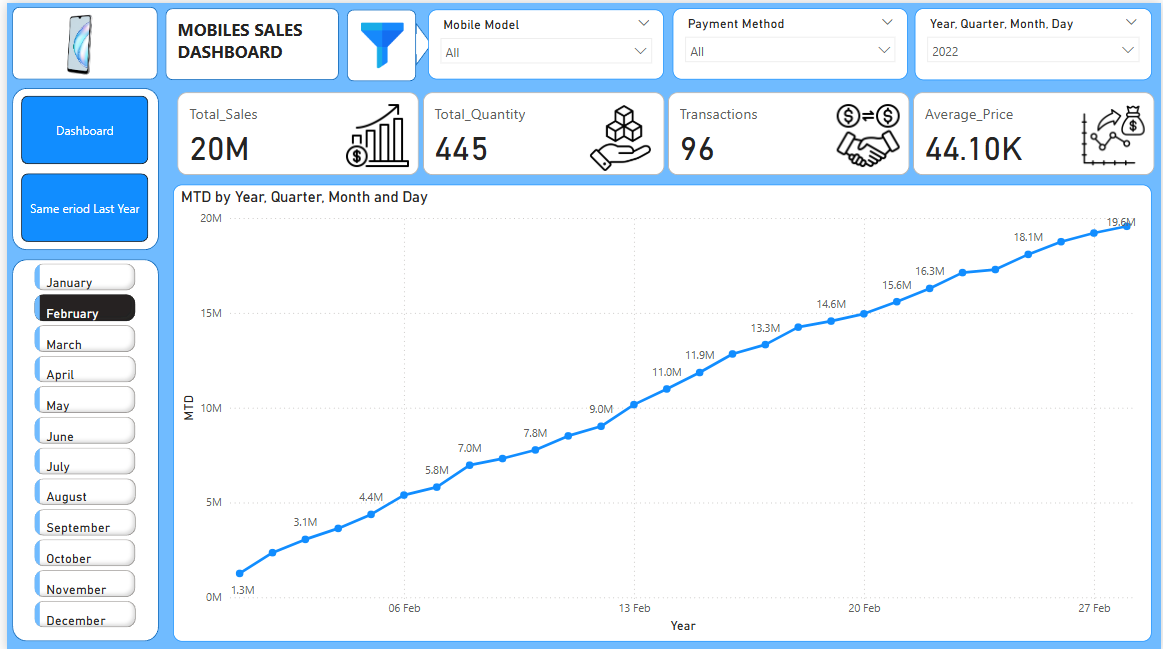 MOBILES SALES
DASHBOARD
Mobile Model
All
Payment Method
All
Year, Quarter, Month, Day
2022
Dashboard
Same eriod Last Year
Total_Sales
20M
Total_Quantity
445
Transactions
96
Average_Price
44.10K
January
February
March
April
May
June
July
August
September
October
November
December
MTD by Year, Quarter, Month and Day
MTD
20M
15M
10M
5M
0M
1.3M
3.1M
4.4M
5.8M
7.0M
7.8M
9.0M
11.0M
11.9M
13.3M
14.6M
15.6M
16.3M
18.1M
19.6M
06 Feb
13 Feb
20 Feb
27 Feb
Year